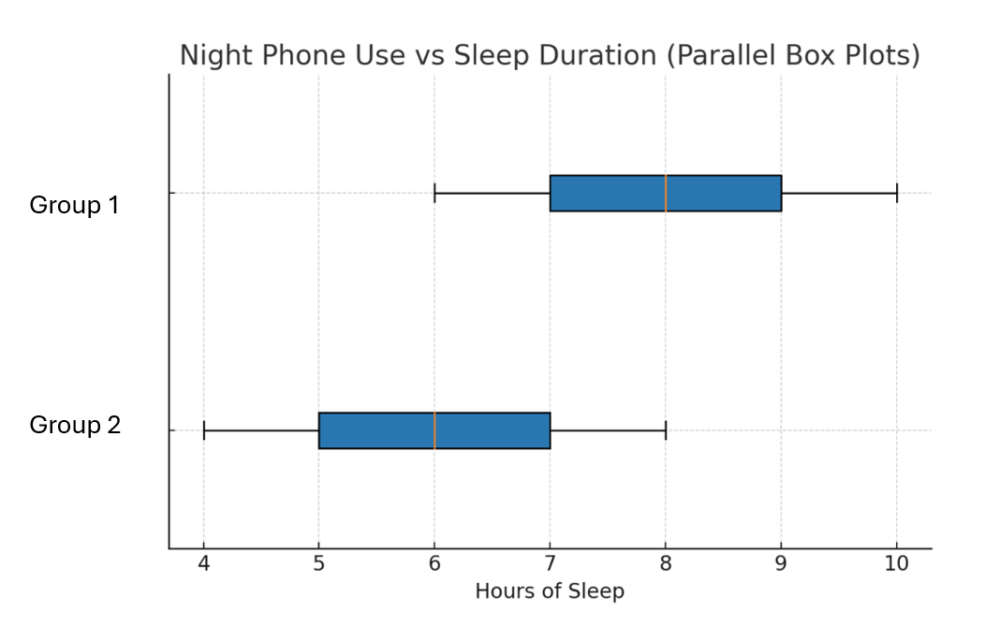 Night Phone Use vs Sleep Duration (Parallel Box Plots)
Group 1
Group 2
4 5 6 7 8 9 10
Hours of Sleep